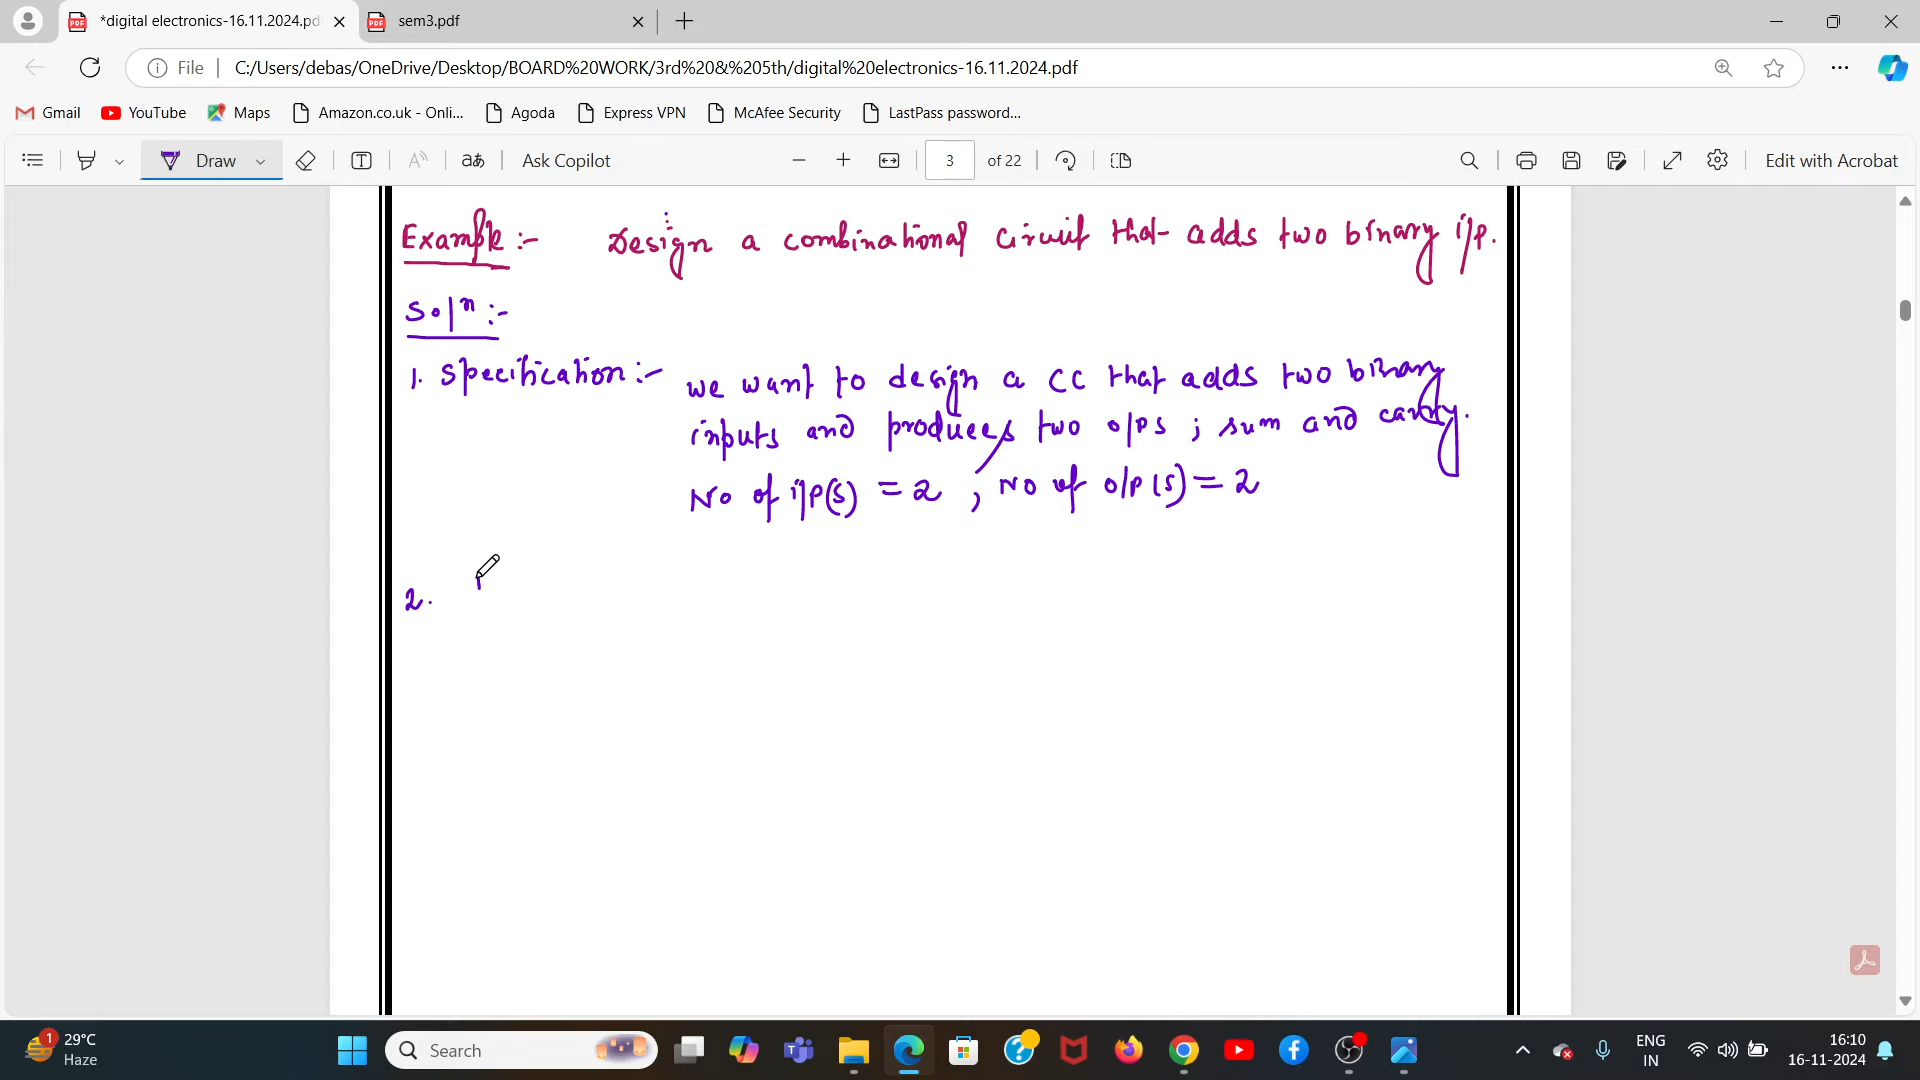 *digital electronics-16.11.2024.pd
sem3.pdf
File
C:/Users/debas/OneDrive/Desktop/BOARD%20WORK/3rd%20&%205th/digital%20electronics-16.11.2024.pdf
Gmail YouTube Maps Amazon.co.uk - Onli... Agoda Express VPN McAfee Security LastPass password...
Draw
Ask Copilot
3 of 22
Edit with Acrobat
Example :- Design a combinational circuit that adds two binary i/p.
Solⁿ :-
1. Specification :- we want to design a CC that adds two binary
inputs and produces two o/ps ; sum and carry.
No of i/p(s) = 2 , No of o/p(s) = 2
2.
1 29°C
Haze
Search
ENG
IN
16:10
16-11-2024